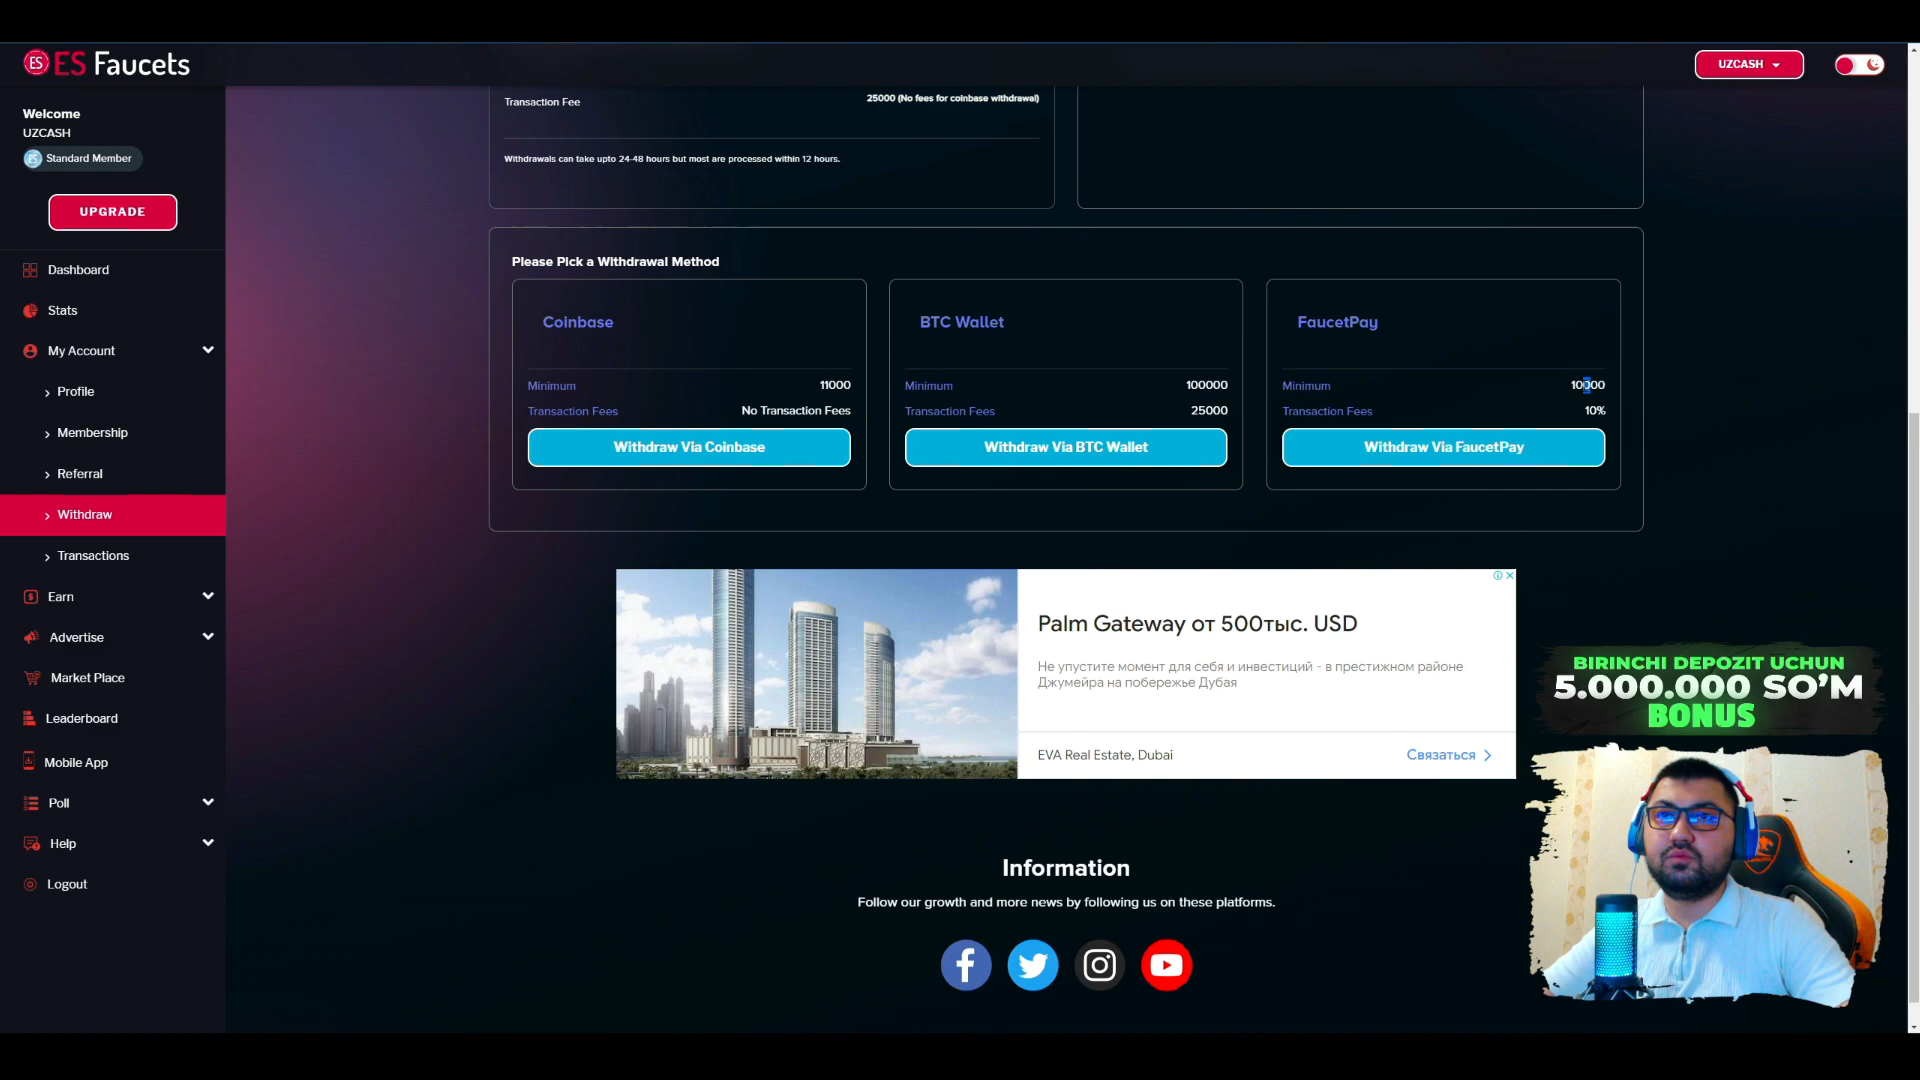 ES ES Faucets
UZCASH
Welcome
UZCASH
ES Standard Member
UPGRADE
Dashboard
Stats
My Account
Profile
Membership
Referral
Withdraw
Transactions
Earn
Advertise
Market Place
Leaderboard
Mobile App
Poll
Help
Logout
Transaction Fee 25000 (No fees for coinbase withdrawal)
Withdrawals can take upto 24-48 hours but most are processed within 12 hours.
Please Pick a Withdrawal Method
Coinbase
Minimum 11000
Transaction Fees No Transaction Fees
Withdraw Via Coinbase
BTC Wallet
Minimum 100000
Transaction Fees 25000
Withdraw Via BTC Wallet
FaucetPay
Minimum 10000
Transaction Fees 10%
Withdraw Via FaucetPay
Palm Gateway от 500тыс. USD
Не упустите момент для себя и инвестиций - в престижном районе
Джумейра на побережье Дубая
EVA Real Estate, Dubai
Связаться
BIRINCHI DEPOZIT UCHUN
5.000.000 SO'M
BONUS
Information
Follow our growth and more news by following us on these platforms.